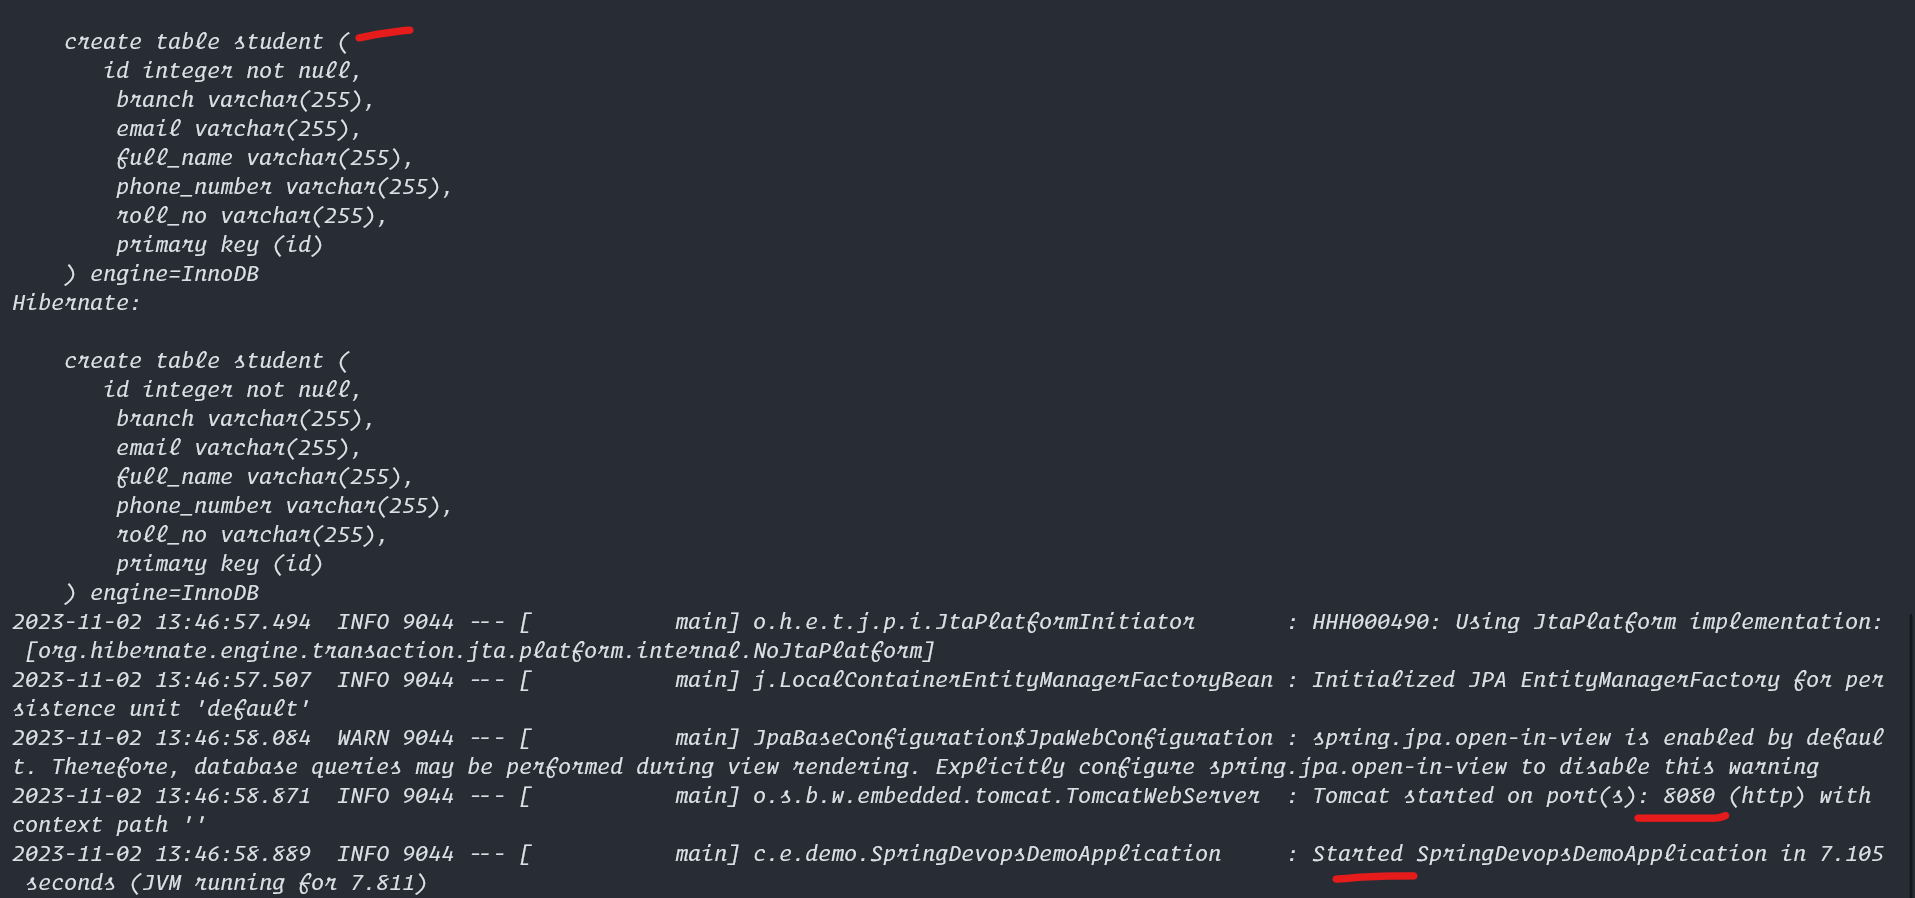 create table student (
id integer not null,
branch varchar(255),
email varchar(255),
full_name varchar(255),
phone_number varchar(255),
roll_no varchar(255),
primary key (id)
) engine=InnoDB
Hibernate:
create table student (
id integer not null,
branch varchar(255),
email varchar(255),
full_name varchar(255),
phone_number varchar(255),
roll_no varchar(255),
primary key (id)
) engine=InnoDB
2023-11-02 13:46:57.494  INFO 9044 --- [           main] o.h.e.t.j.p.i.JtaPlatformInitiator       : HHH000490: Using JtaPlatform implementation:
[org.hibernate.engine.transaction.jta.platform.internal.NoJtaPlatform]
2023-11-02 13:46:57.507  INFO 9044 --- [           main] j.LocalContainerEntityManagerFactoryBean : Initialized JPA EntityManagerFactory for per
sistence unit 'default'
2023-11-02 13:46:58.084  WARN 9044 --- [           main] JpaBaseConfiguration$JpaWebConfiguration : spring.jpa.open-in-view is enabled by defaul
t. Therefore, database queries may be performed during view rendering. Explicitly configure spring.jpa.open-in-view to disable this warning
2023-11-02 13:46:58.871  INFO 9044 --- [           main] o.s.b.w.embedded.tomcat.TomcatWebServer  : Tomcat started on port(s): 8080 (http) with
context path ''
2023-11-02 13:46:58.889  INFO 9044 --- [           main] c.e.demo.SpringDevopsDemoApplication     : Started SpringDevopsDemoApplication in 7.105
seconds (JVM running for 7.811)